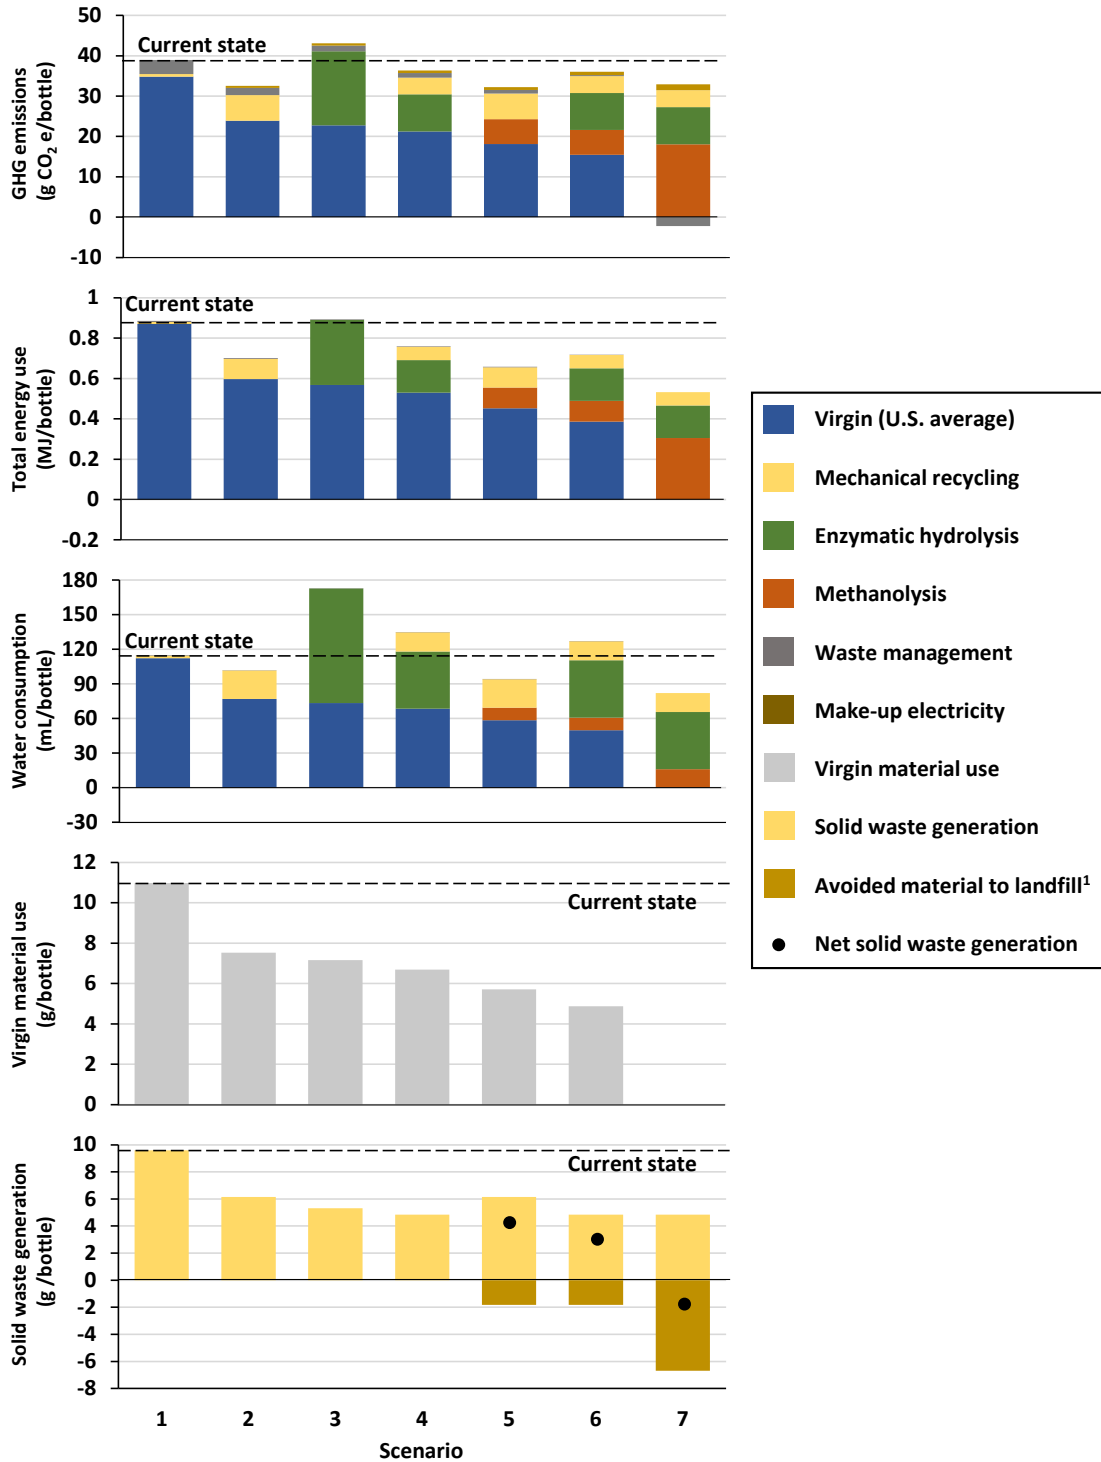 GHG emissions
(g CO2 e/bottle)
50
40
30
20
10
0
-10
Current state
Total energy use
(MJ/bottle)
1
0.8
0.6
0.4
0.2
0
-0.2
Current state
Water consumption
(mL/bottle)
180
150
120
90
60
30
0
-30
Current state
Virgin material use
(g/bottle)
12
10
8
6
4
2
0
Current state
Solid waste generation
(g /bottle)
10
8
6
4
2
0
-2
-4
-6
-8
Current state
1 2 3 4 5 6 7
Scenario
Virgin (U.S. average)
Mechanical recycling
Enzymatic hydrolysis
Methanolysis
Waste management
Make-up electricity
Virgin material use
Solid waste generation
Avoided material to landfill1
Net solid waste generation